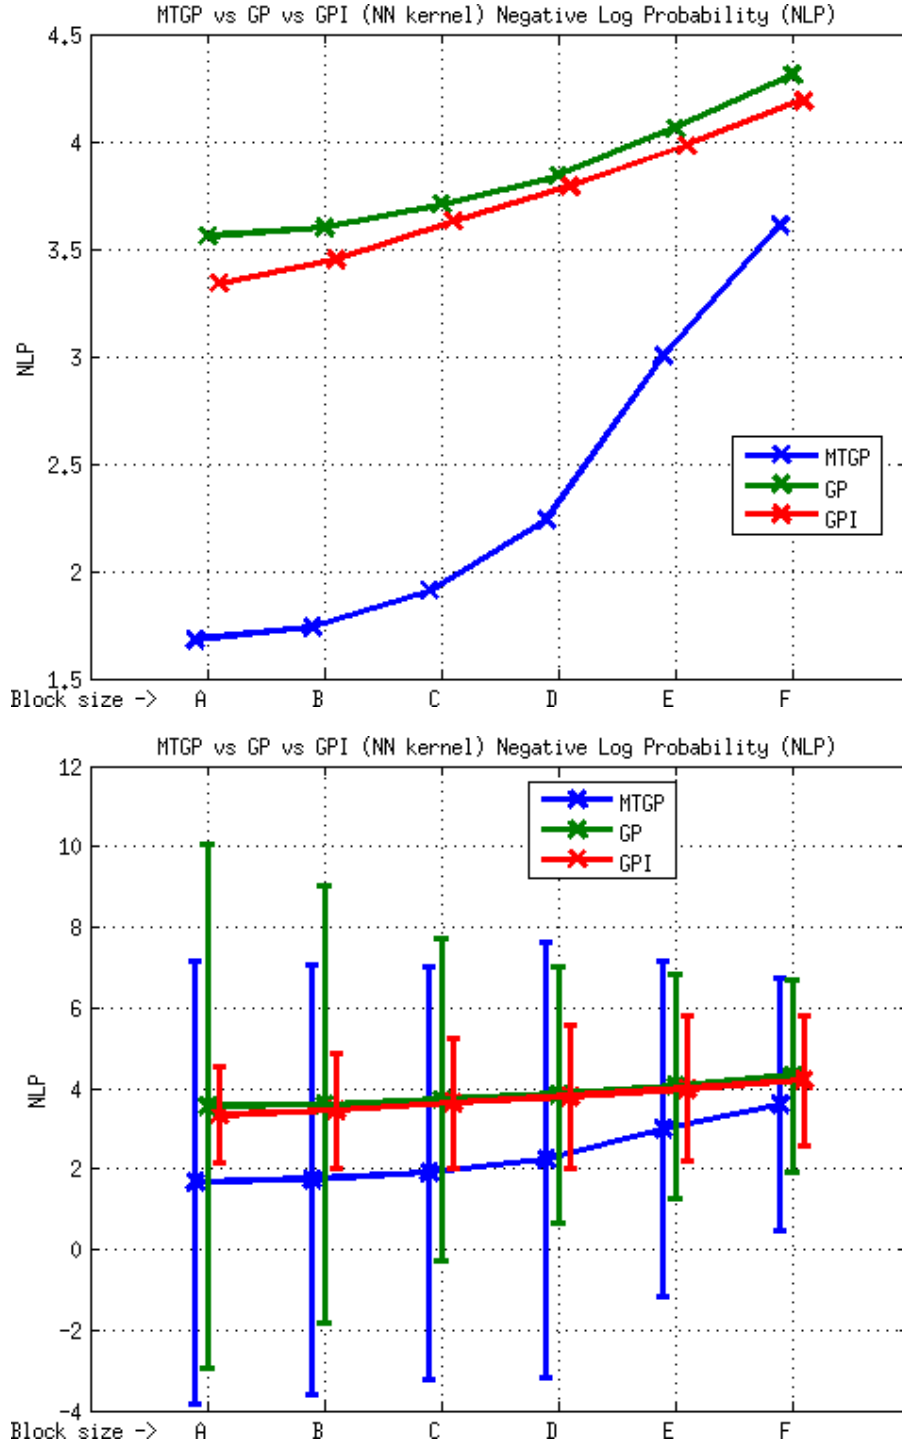 MTGP vs GP vs GPI (NN kernel) Negative Log Probability (NLP)
4.5
4
3.5
3
2.5
2
1.5
NLP
MTGP
GP
GPI
Block size -> A B C D E F
MTGP vs GP vs GPI (NN kernel) Negative Log Probability (NLP)
12
10
8
6
4
2
0
-2
-4
NLP
MTGP
GP
GPI
Block size -> A B C D E F